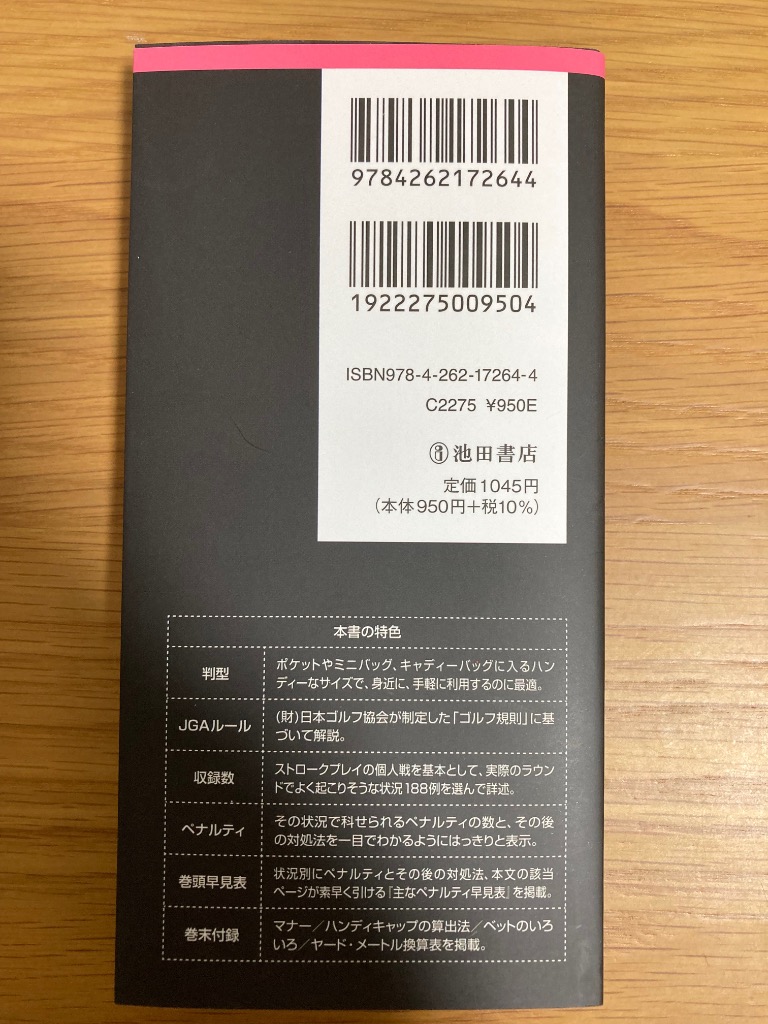 9784262172644
1922275009504
ISBN978-4-262-17264-4
C2275 ¥950E
池田書店
定価1045円
(本体950円+税10%)
本書の特色
判型
ポケットやミニバッグ、キャディーバッグに入るハン
ディーなサイズで、身近に、手軽に利用するのに最適。
JGAルール
(財)日本ゴルフ協会が制定した「ゴルフ規則」に基
づいて解説。
収録数
ストロークプレイの個人戦を基本として、実際のラウン
ドでよく起こりそうな状況188例を選んで詳述。
ペナルティ
その状況で科せられるペナルティの数と、その後
の対処法を一目でわかるようにはっきりと表示。
巻頭早見表
状況別にペナルティとその後の対処法、本文の該当
ページが素早く引ける『主なペナルティ早見表』を掲載。
巻末付録
マナー/ハンディキャップの算出法/ベットのいろ
いろ/ヤード・メートル換算表を掲載。